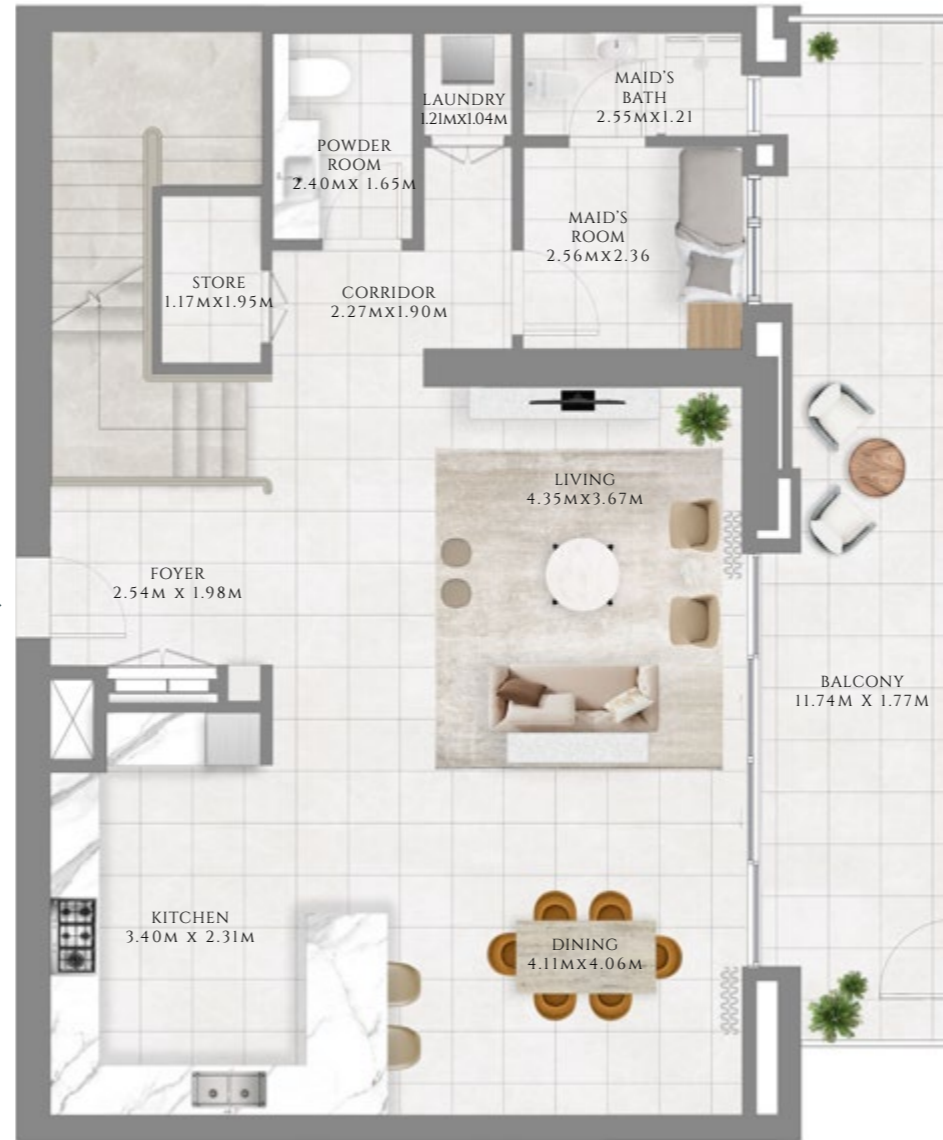 MAID'S
BATH
2.55MX1.21
LAUNDRY
1.21MX1.04M
POWDER
ROOM
2.40MX 1.65M
MAID'S
ROOM
2.56MX2.36
STORE
1.17MX1.95M
CORRIDOR
2.27MX1.90M
LIVING
4.35MX3.67M
FOYER
2.54M X 1.98M
BALCONY
11.74M X 1.77M
KITCHEN
3.40M X 2.31M
DINING
4.11MX4.06M